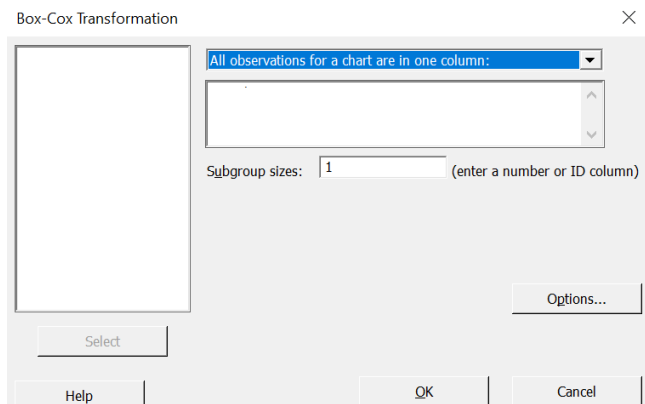 Box-Cox Transformation
All observations for a chart are in one column:
Subgroup sizes: 1 (enter a number or ID column)
Options...
Select
Help OK Cancel